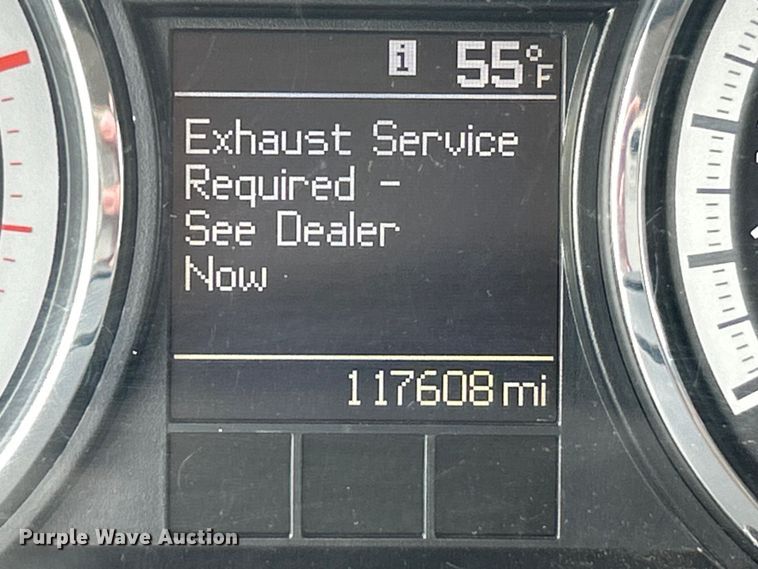 i 55°F
Exhaust Service
Required -
See Dealer
Now
117608 mi
Purple Wave Auction